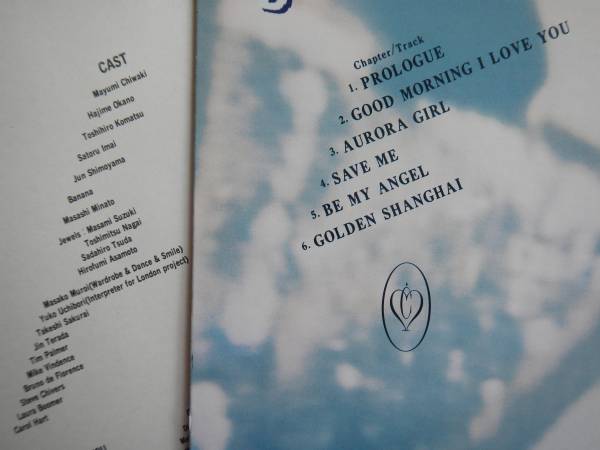 CAST
Mayumi Chiwaki
Hajime Okano
Toshihiro Komatsu
Satoru Imai
Jun Shimoyama
Banana
Masashi Minato
Jewels: Masami Suzuki
Toshimitsu Nagai
Sadahiro Tsuda
Hirofumi Asamoto
Masako Muroi(Wardrobe & Dance & Smile)
Yuko Uchibori(Interpreter for London project)
Takeshi Sakurai
Jin Terada
Tim Palmer
Mike Vindence
Bruno de Florence
Steve Chivers
Laura Boomer
Carol Hart
Chapter/Track
1. PROLOGUE
2. GOOD MORNING I LOVE YOU
3. AURORA GIRL
4. SAVE ME
5. BE MY ANGEL
6. GOLDEN SHANGHAI